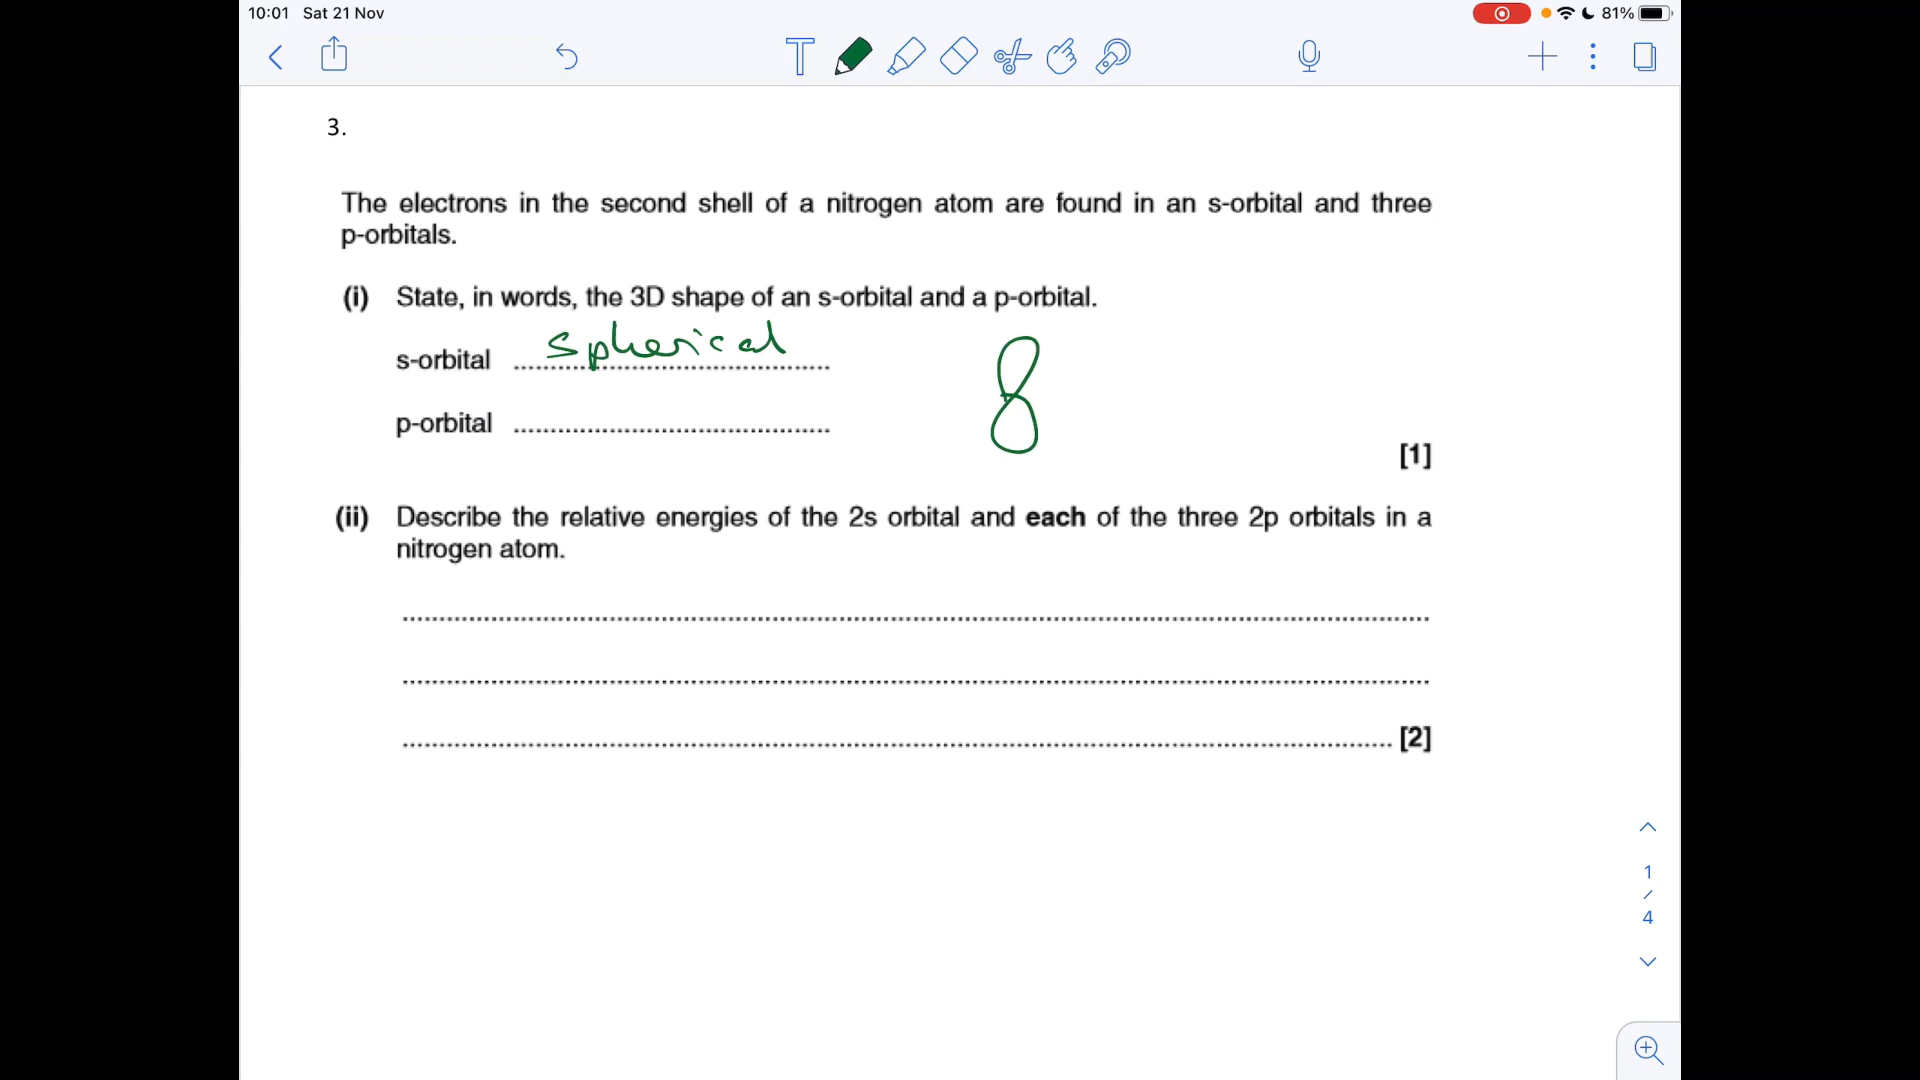 10:01 Sat 21 Nov
81%
T
3.
The electrons in the second shell of a nitrogen atom are found in an s-orbital and three
p-orbitals.
(i) State, in words, the 3D shape of an s-orbital and a p-orbital.
s-orbital spherical
8
p-orbital ..........................................
[1]
(ii) Describe the relative energies of the 2s orbital and each of the three 2p orbitals in a
nitrogen atom.
..........................................
..........................................
.......................................... [2]
1
/
4